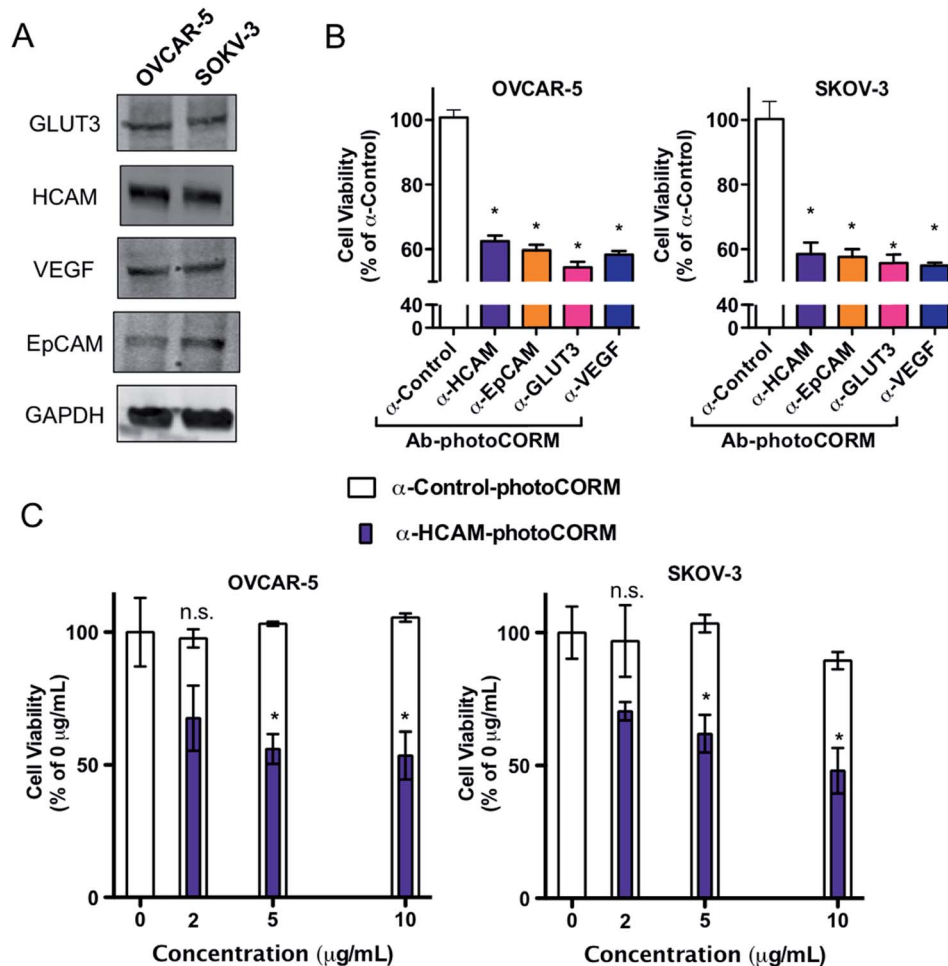 A
OVCAR-5
SOKV-3
GLUT3
HCAM
VEGF
EpCAM
GAPDH
B
OVCAR-5
Cell Viability
(% of α-Control)
100
80
60
40
0
α-Control
α-HCAM
α-EpCAM
α-GLUT3
α-VEGF
* * * *
Ab-photoCORM
SKOV-3
Cell Viability
(% of α-Control)
100
80
60
40
0
α-Control
α-HCAM
α-EpCAM
α-GLUT3
α-VEGF
* * * *
Ab-photoCORM
α-Control-photoCORM
α-HCAM-photoCORM
C
OVCAR-5
Cell Viability
(% of 0 μg/mL)
100
50
0
n.s.
* *
0 2 5 10
Concentration (μg/mL)
SKOV-3
Cell Viability
(% of 0 μg/mL)
100
50
0
n.s.
* *
0 2 5 10
Concentration (μg/mL)